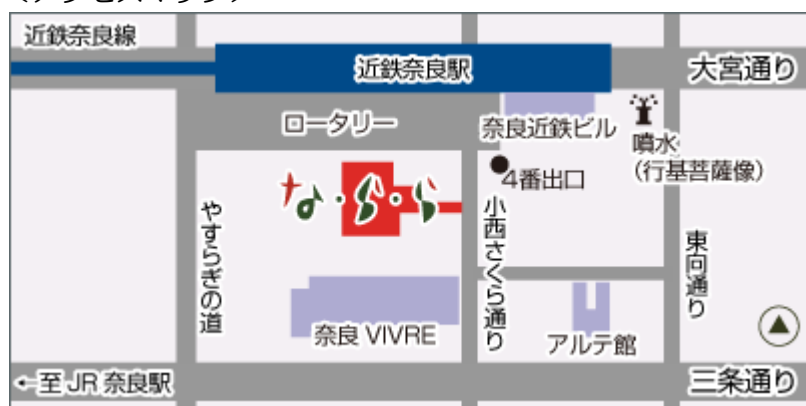 近鉄奈良線
近鉄奈良駅
大宮通り
ロータリー
奈良近鉄ビル
噴水
(行基菩薩像)
4番出口
な・ら・ら
やすらぎの道
小西さくら通り
東向通り
奈良 VIVRE
アルテ館
←至 JR 奈良駅
三条通り